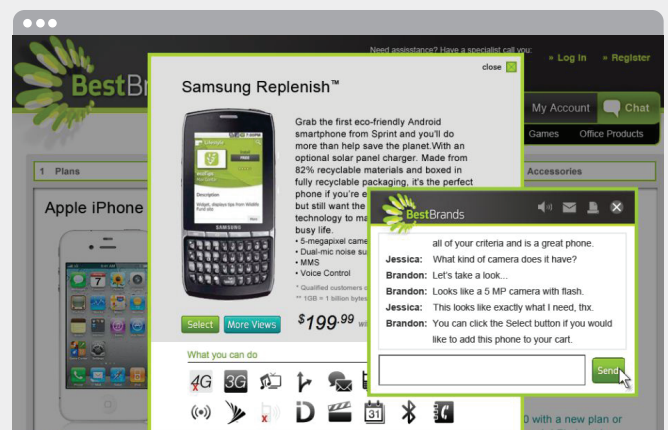 Need assisstance? Have a specialist call you:
» Log In » Register
BestBr
My Account Chat
Games Office Products
1 Plans
Accessories
Apple iPhone
close
Samsung Replenish™
Grab the first eco-friendly Android
smartphone from Sprint and you'll do
more than help save the planet.With an
optional solar panel charger. Made from
82% recyclable materials and boxed in
fully recyclable packaging, it's the perfect
phone if you're
but still want the
technology to
busy life.
• 5-megapixel
• Dual-mic noise
• MMS
• Voice Control
* Qualified customers
** 1GB = 1 billion bytes
Select More Views $199.99
What you can do
4G 3G
31
BestBrands
all of your criteria and is a great phone.
Jessica: What kind of camera does it have?
Brandon: Let's take a look...
Brandon: Looks like a 5 MP camera with flash.
Jessica: This looks like exactly what I need, thx.
Brandon: You can click the Select button if you would
like to add this phone to your cart.
Send
0 with a new plan or